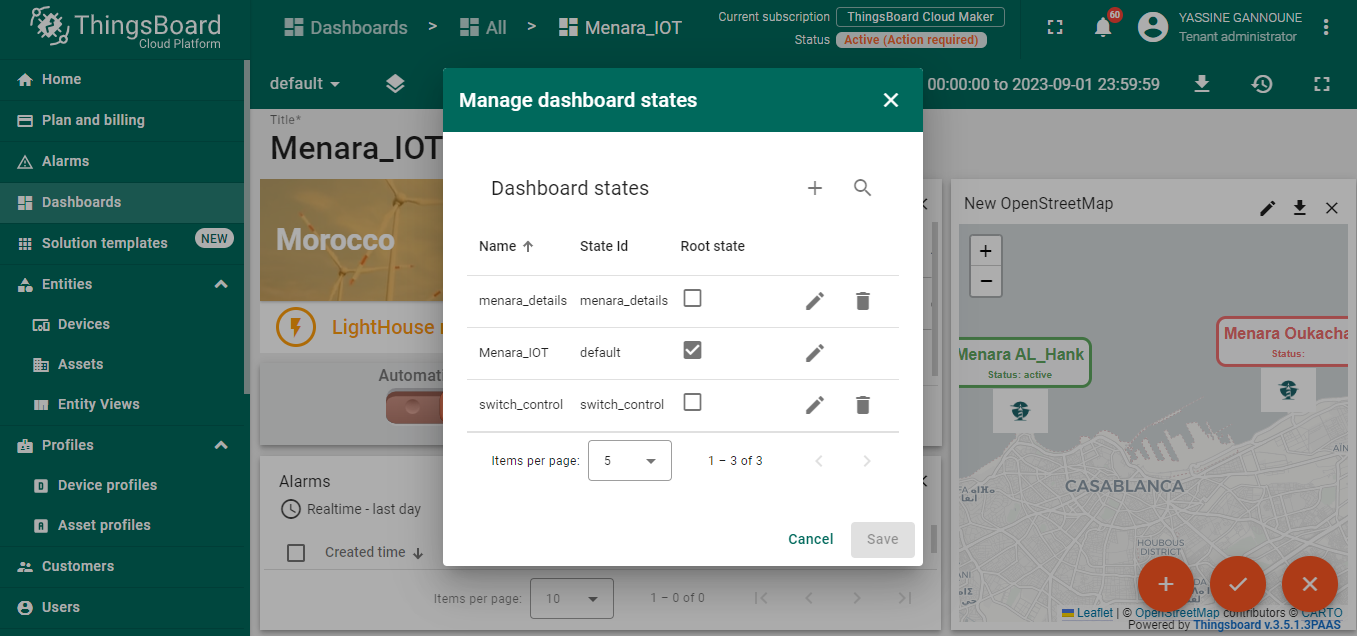 ThingsBoard
Cloud Platform
Dashboards > All > Menara_IOT
Current subscription ThingsBoard Cloud Maker
Status Active (Action required)
60
YASSINE GANNOUNE
Tenant administrator
Home
Plan and billing
Alarms
Dashboards
Solution templates NEW
Entities
Devices
Assets
Entity Views
Profiles
Device profiles
Asset profiles
Customers
Users
default
00:00:00 to 2023-09-01 23:59:59
Title*
Menara_IOT
Morocco
LightHouse
Automat
Alarms
Realtime - last day
Created time
Items per page: 10 1 – 0 of 0
Manage dashboard states
Dashboard states
Name State Id Root state
menara_details menara_details
Menara_IOT default
switch_control switch_control
Items per page: 5 1 – 3 of 3
Cancel Save
New OpenStreetMap
+
−
Menara AL_Hank
Status: active
Menara Oukacha
Status:
CASABLANCA
HOUBOUS
DISTRICT
Leaflet | © OpenStreetMap contributors © CARTO
Powered by Thingsboard v.3.5.1.3PAAS